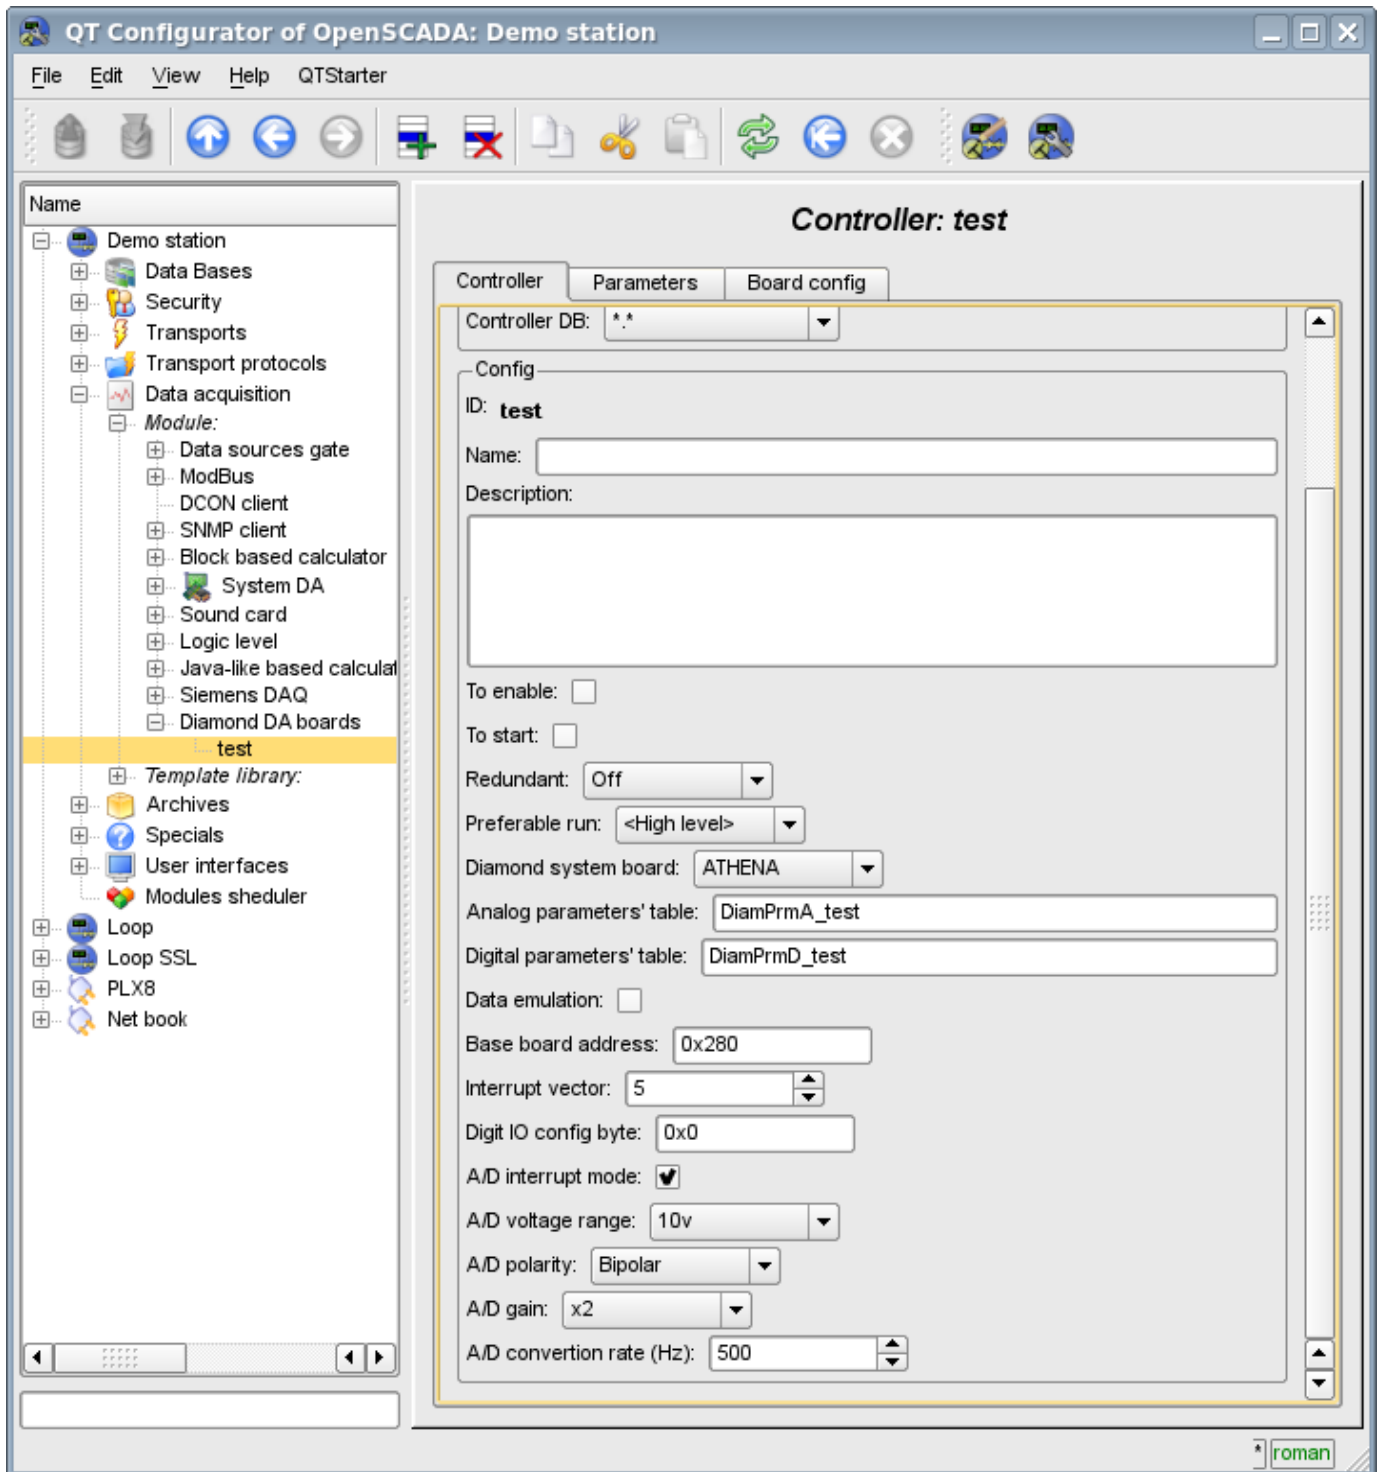 QT Configurator of OpenSCADA: Demo station
File Edit View Help QTStarter
Name
Demo station
Data Bases
Security
Transports
Transport protocols
Data acquisition
Module:
Data sources gate
ModBus
DCON client
SNMP client
Block based calculator
System DA
Sound card
Logic level
Java-like based calculat
Siemens DAQ
Diamond DA boards
test
Template library:
Archives
Specials
User interfaces
Modules sheduler
Loop
Loop SSL
PLX8
Net book
Controller: test
Controller Parameters Board config
Controller DB: *.*
Config
ID: test
Name:
Description:
To enable:
To start:
Redundant: Off
Preferable run: <High level>
Diamond system board: ATHENA
Analog parameters' table: DiamPrmA_test
Digital parameters' table: DiamPrmD_test
Data emulation:
Base board address: 0x280
Interrupt vector: 5
Digit IO config byte: 0x0
A/D interrupt mode:
A/D voltage range: 10v
A/D polarity: Bipolar
A/D gain: x2
A/D convertion rate (Hz): 500
* roman